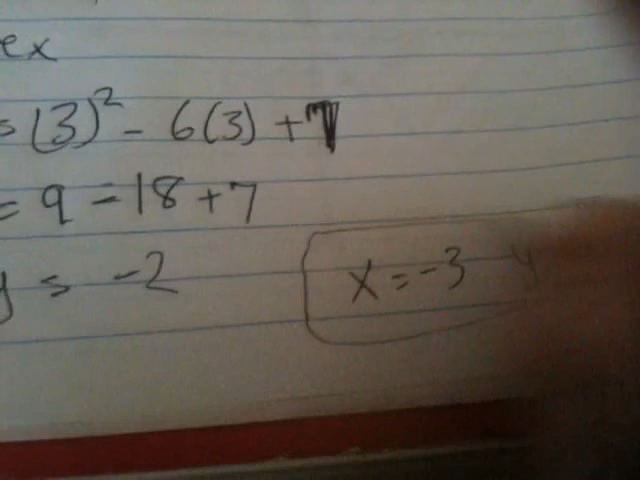 ex
= (3)² - 6(3) + 7
= 9 - 18 + 7
y = -2
x = -3 y